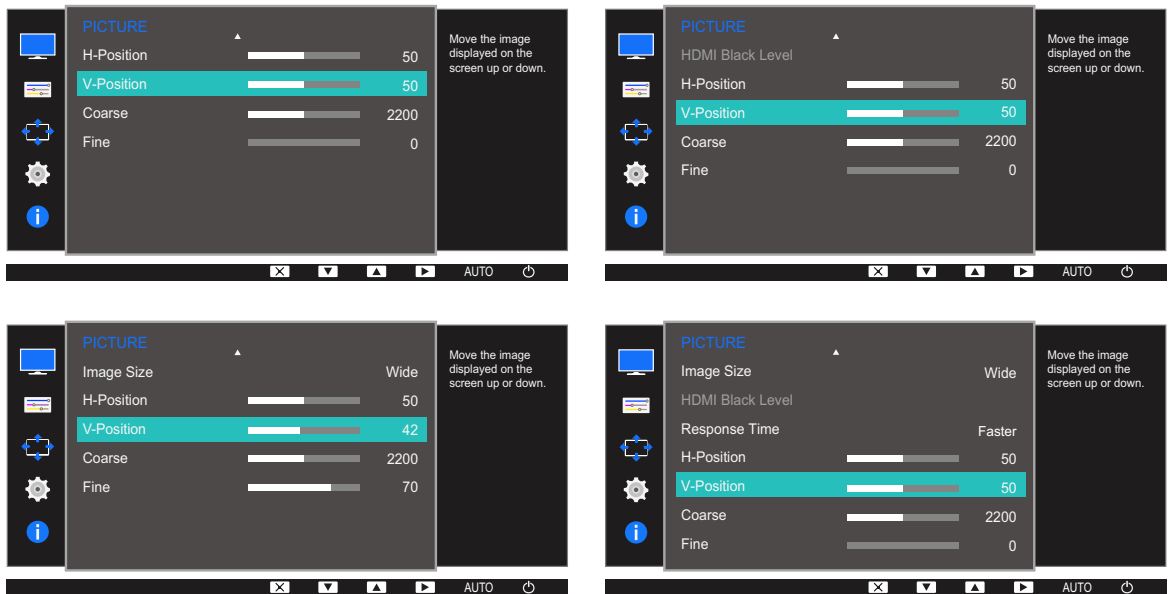 PICTURE
H-Position 50
V-Position 50
Coarse 2200
Fine 0
Move the image
displayed on the
screen up or down.
AUTO
PICTURE
HDMI Black Level
H-Position 50
V-Position 50
Coarse 2200
Fine 0
Move the image
displayed on the
screen up or down.
AUTO
PICTURE
Image Size Wide
H-Position 50
V-Position 42
Coarse 2200
Fine 70
Move the image
displayed on the
screen up or down.
AUTO
PICTURE
Image Size Wide
HDMI Black Level
Response Time Faster
H-Position 50
V-Position 50
Coarse 2200
Fine 0
Move the image
displayed on the
screen up or down.
AUTO